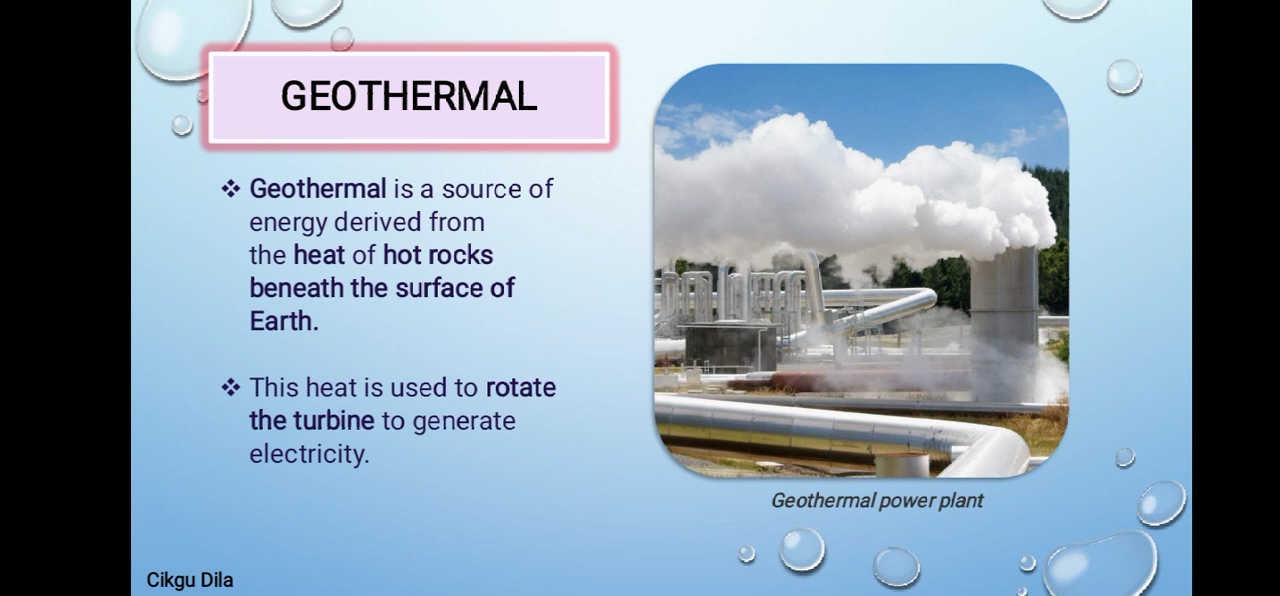 GEOTHERMAL
❖ Geothermal is a source of
energy derived from
the heat of hot rocks
beneath the surface of
Earth.
❖ This heat is used to rotate
the turbine to generate
electricity.
Geothermal power plant
Cikgu Dila